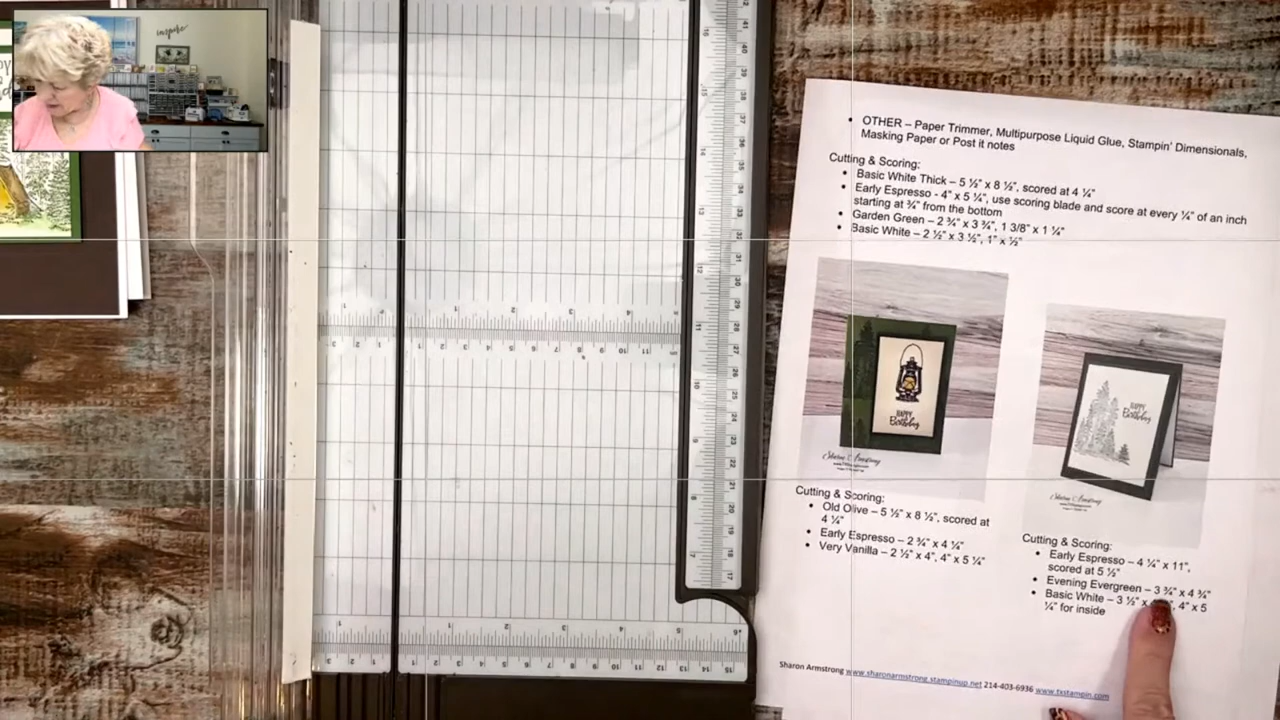 inspire
OTHER – Paper Trimmer, Multipurpose Liquid Glue, Stampin' Dimensionals,
Masking Paper or Post it notes
Cutting & Scoring:
Basic White Thick – 5 ½" x 8 ½", scored at 4 ¼"
Early Espresso - 4" x 5 ¼", use scoring blade and score at every ¼" of an inch
starting at ¾" from the bottom
Garden Green – 2 ¾" x 3 ¾", 1 3/8" x 1 ¼"
Basic White – 2 ½" x 3 ½", 1" x ½"
HAPPY
Birthday
Sharon Armstrong
HAPPY
Birthday
Sharon Armstrong
Cutting & Scoring:
Old Olive – 5 ½" x 8 ½", scored at
4 ¼"
Early Espresso – 2 ¾" x 4 ¼"
Very Vanilla – 2 ½" x 4", 4" x 5 ¼"
Cutting & Scoring:
Early Espresso – 4 ¼" x 11",
scored at 5 ½"
Evening Evergreen – 3 ¾" x 4 ¾"
Basic White – 3 ½" x , 4" x 5
¼" for inside
Sharon Armstrong www.sharonarmstrong.stampinup.net 214-403-6936 www.txstampin.com